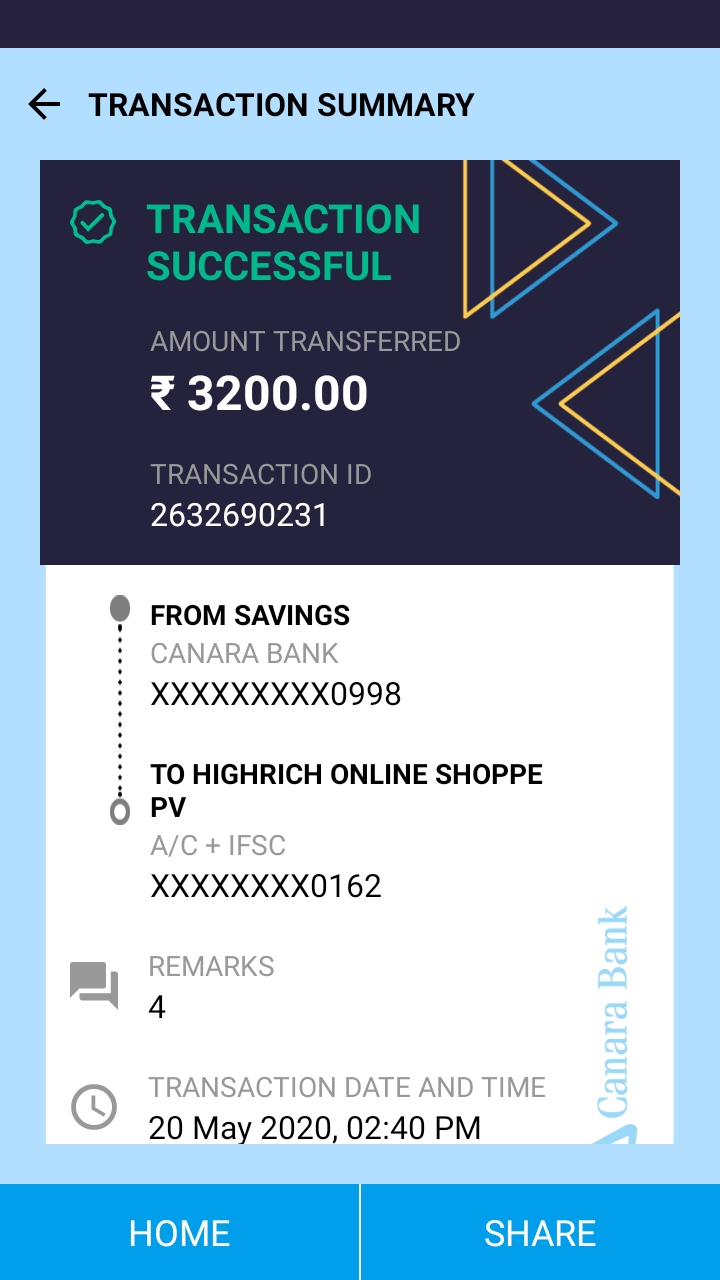 TRANSACTION SUMMARY
TRANSACTION
SUCCESSFUL
AMOUNT TRANSFERRED
₹ 3200.00
TRANSACTION ID
2632690231
FROM SAVINGS
CANARA BANK
XXXXXXXXX0998
TO HIGHRICH ONLINE SHOPPE
PV
A/C + IFSC
XXXXXXXX0162
REMARKS
4
TRANSACTION DATE AND TIME
20 May 2020, 02:40 PM
Canara Bank
HOME
SHARE